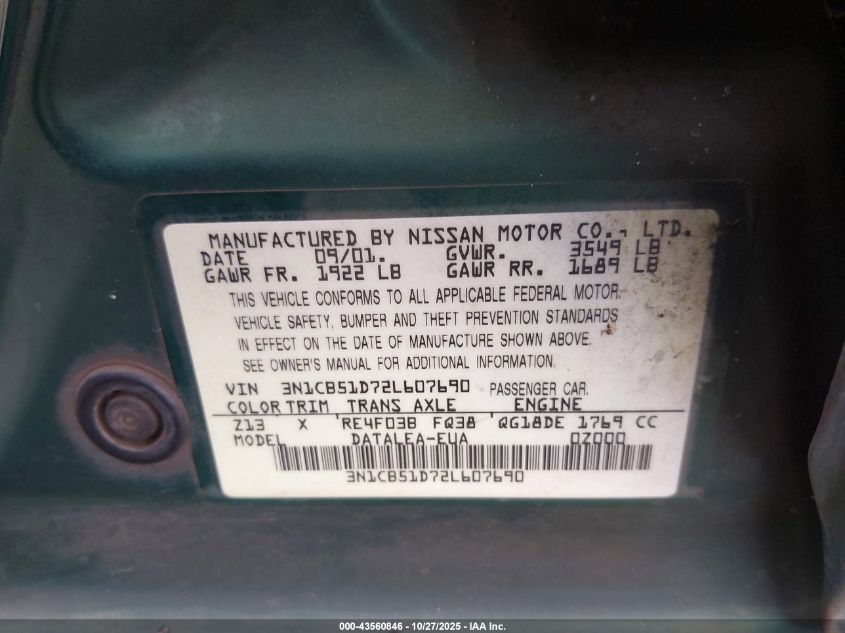 MANUFACTURED BY NISSAN MOTOR CO., LTD.
DATE 09/01. GVWR. 3549 LB
GAWR FR. 1922 LB GAWR RR. 1689 LB
THIS VEHICLE CONFORMS TO ALL APPLICABLE FEDERAL MOTOR
VEHICLE SAFETY, BUMPER AND THEFT PREVENTION STANDARDS
IN EFFECT ON THE DATE OF MANUFACTURE SHOWN ABOVE.
SEE OWNER'S MANUAL FOR ADDITIONAL INFORMATION.
VIN 3N1CB51D72L607690 PASSENGER CAR.
COLOR TRIM TRANS AXLE ENGINE
Z13 X RE4F03B FQ38 QG18DE 1769 CC
MODEL DATALEA-EUA 0Z000
3N1CB51D72L607690
000-43560846 - 10/27/2025 - IAA Inc.